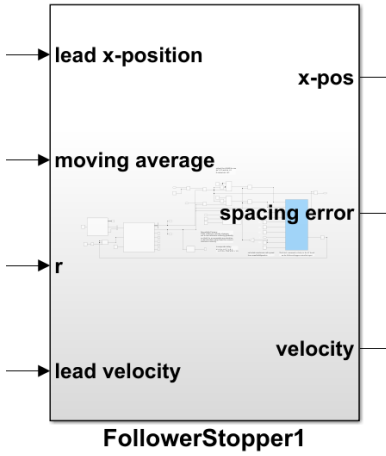 lead x-position
x-pos
moving average
spacing error
r
velocity
lead velocity
FollowerStopper1